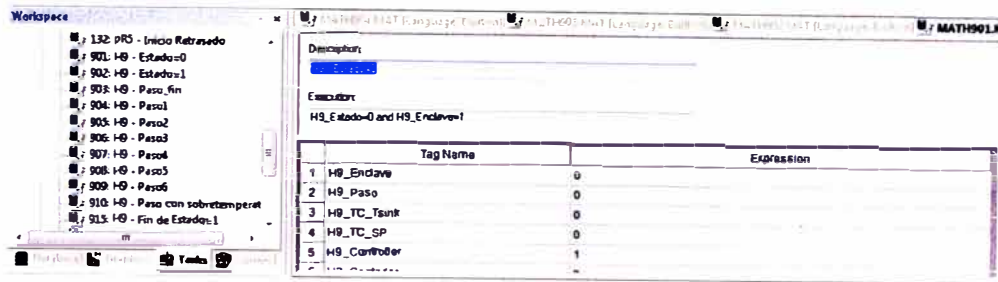 Workspace
132: pR5 - Inicio Retrasado
901: H9 - Estado=0
902: H9 - Estado=1
903: H9 - Paso_fin
904: H9 - Paso1
905: H9 - Paso2
906: H9 - Paso3
907: H9 - Paso4
908: H9 - Paso5
909: H9 - Paso6
910: H9 - Paso con sobretemperat
915: H9 - Fin de Estado=1
Tasks
MATH901.M
Description:
Execution:
H9_Estado=0 and H9_Enclave=1
Tag Name Expression
1 H9_Enclave 0
2 H9_Paso 0
3 H9_TC_Tsink 0
4 H9_TC_SP 0
5 H9_Controller 1